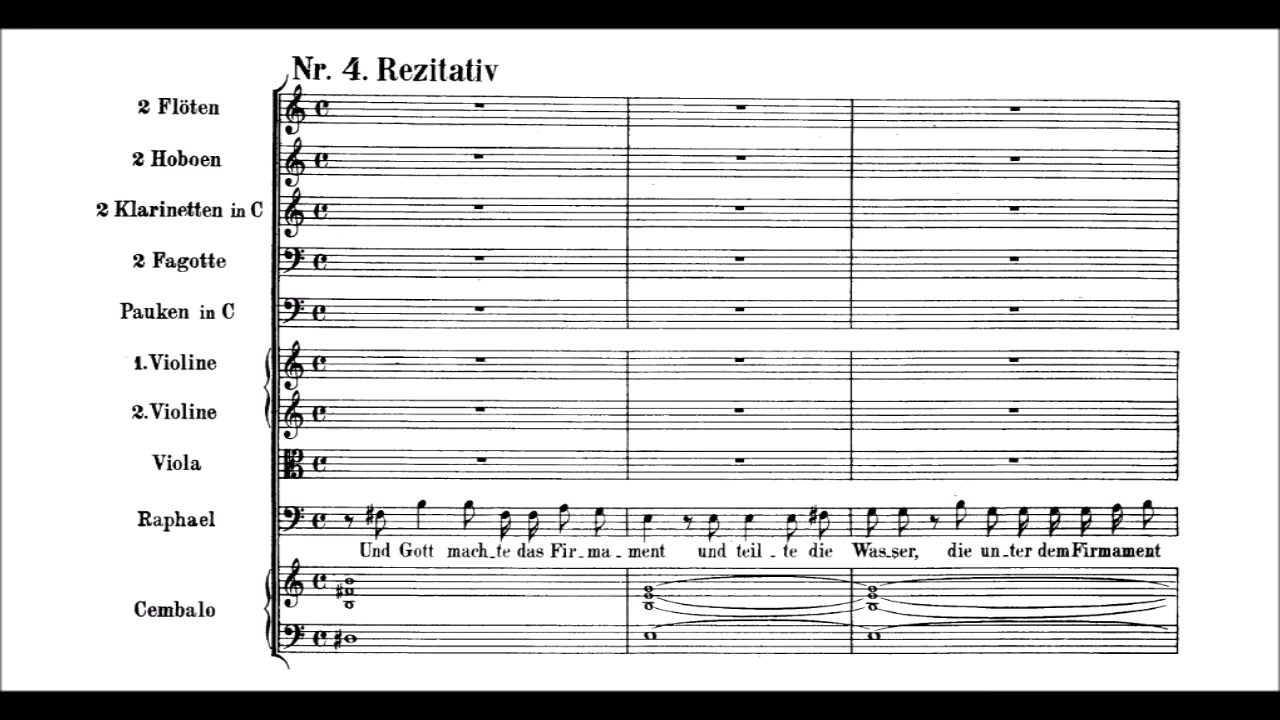 Nr. 4. Rezitativ
2 Flöten
2 Hoboen
2 Klarinetten in C
2 Fagotte
Pauken in C
1. Violine
2. Violine
Viola
Raphael
Und Gott mach_te das Fir_ma_ment und teil_te die Was_ser, die un_ter dem Firmament
Cembalo